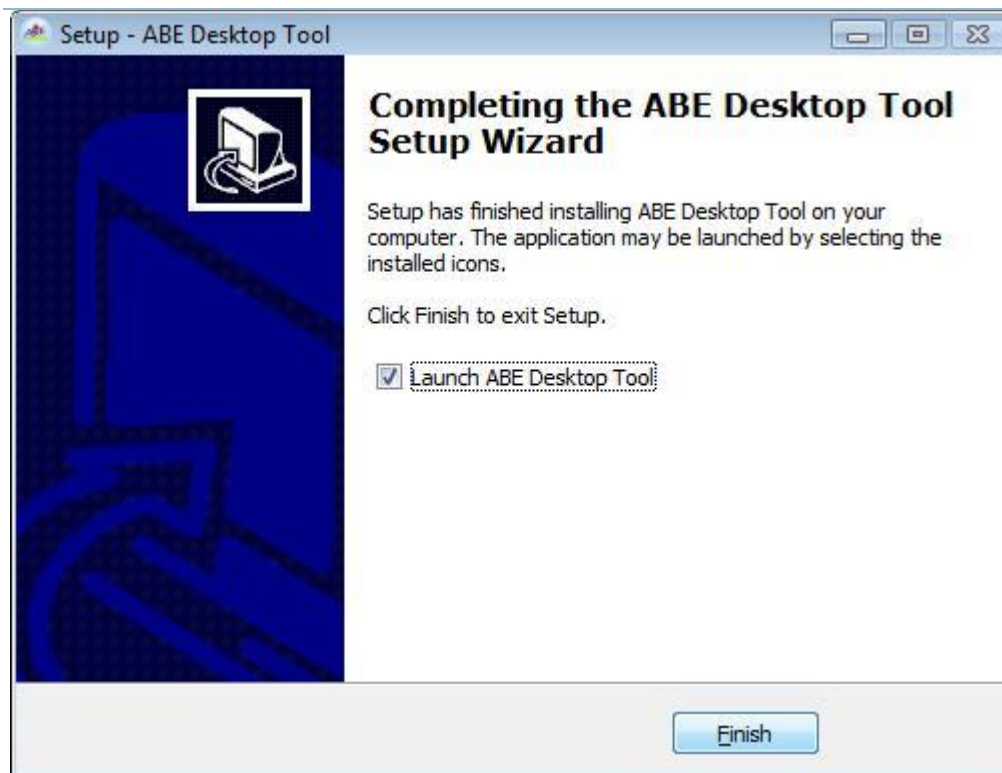 Setup - ABE Desktop Tool
Completing the ABE Desktop Tool
Setup Wizard
Setup has finished installing ABE Desktop Tool on your
computer. The application may be launched by selecting the
installed icons.
Click Finish to exit Setup.
Launch ABE Desktop Tool
Finish